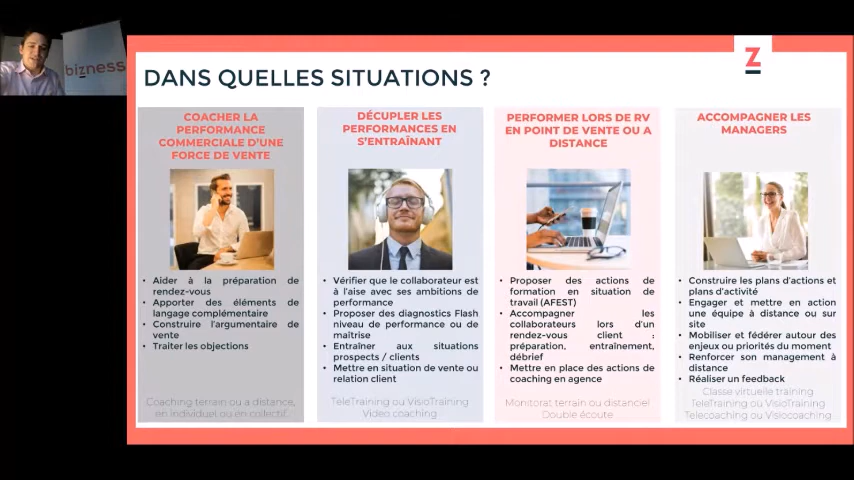 bizness
Z
DANS QUELLES SITUATIONS ?
COACHER LA
PERFORMANCE
COMMERCIALE D'UNE
FORCE DE VENTE
• Aider à la préparation de
rendez-vous
• Apporter des éléments de
langage complémentaire
• Construire l'argumentaire de
vente
• Traiter les objections
Coaching terrain ou a distance,
en individuel ou en collectif.
DÉCUPLER LES
PERFORMANCES EN
S'ENTRAÎNANT
• Vérifier que le collaborateur est
à l'aise avec ses ambitions de
performance
• Proposer des diagnostics Flash
niveau de performance ou de
maîtrise
• Entraîner aux situations
prospects / clients
• Mettre en situation de vente ou
relation client
TeleTraining ou VisioTraining
Video coaching
PERFORMER LORS DE RV
EN POINT DE VENTE OU A
DISTANCE
• Proposer des actions de
formation en situation de
travail (AFEST)
• Accompagner les
collaborateurs lors d'un
rendez-vous client :
préparation, entraînement,
débrief
• Mettre en place des actions de
coaching en agence
Monitorat terrain ou distanciel
Double écoute
ACCOMPAGNER LES
MANAGERS
• Construire les plans d'actions et
plans d'activité
• Engager et mettre en action
une équipe à distance ou sur
site
• Mobiliser et fédérer autour des
enjeux ou priorités du moment
• Renforcer son management à
distance
• Réaliser un feedback
Classe virtuelle training
TeleTraining ou VisioTraining
Telecoaching ou Visiocoaching